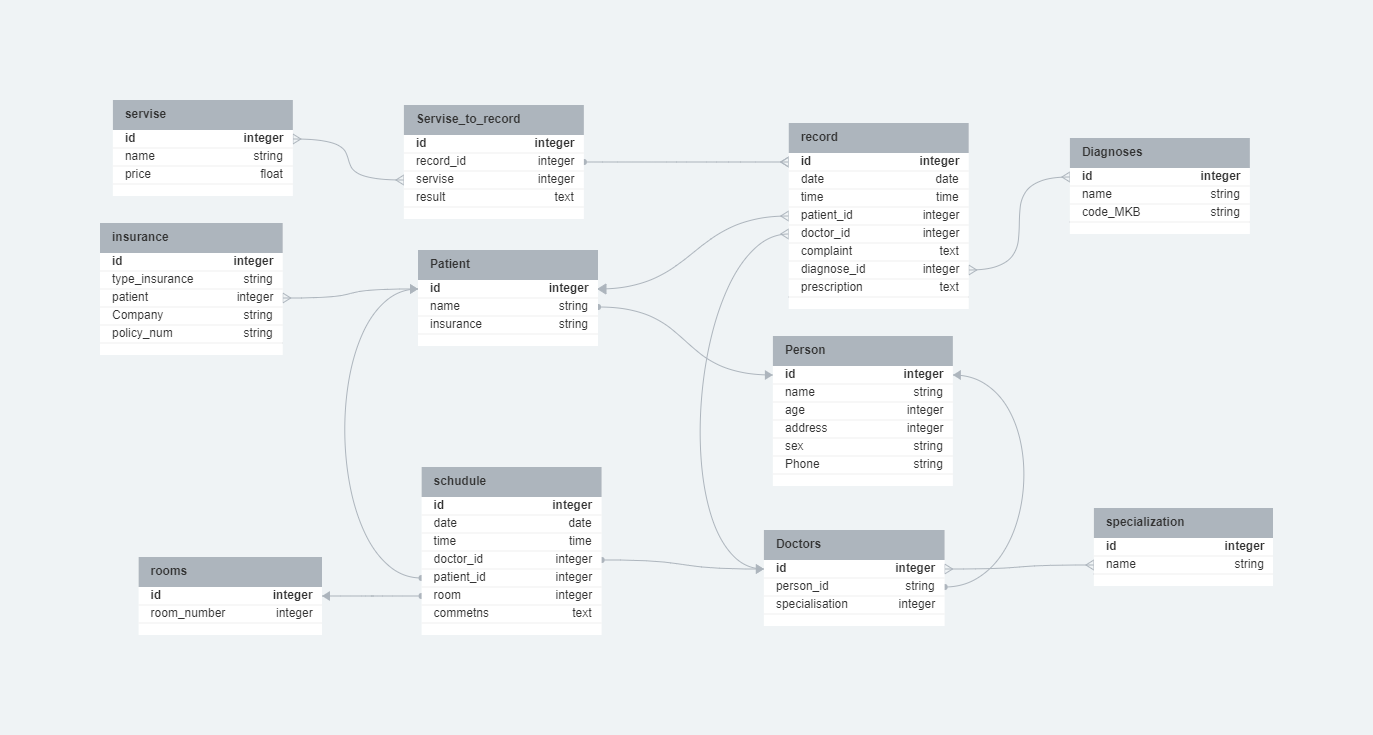 servise
id integer
name string
price float
Servise_to_record
id integer
record_id integer
servise integer
result text
record
id integer
date date
time time
patient_id integer
doctor_id integer
complaint text
diagnose_id integer
prescription text
Diagnoses
id integer
name string
code_MKB string
insurance
id integer
type_insurance string
patient integer
Company string
policy_num string
Patient
id integer
name string
insurance string
Person
id integer
name string
age integer
address integer
sex string
Phone string
schudule
id integer
date date
time time
doctor_id integer
patient_id integer
room integer
commetns text
Doctors
id integer
person_id string
specialisation integer
specialization
id integer
name string
rooms
id integer
room_number integer